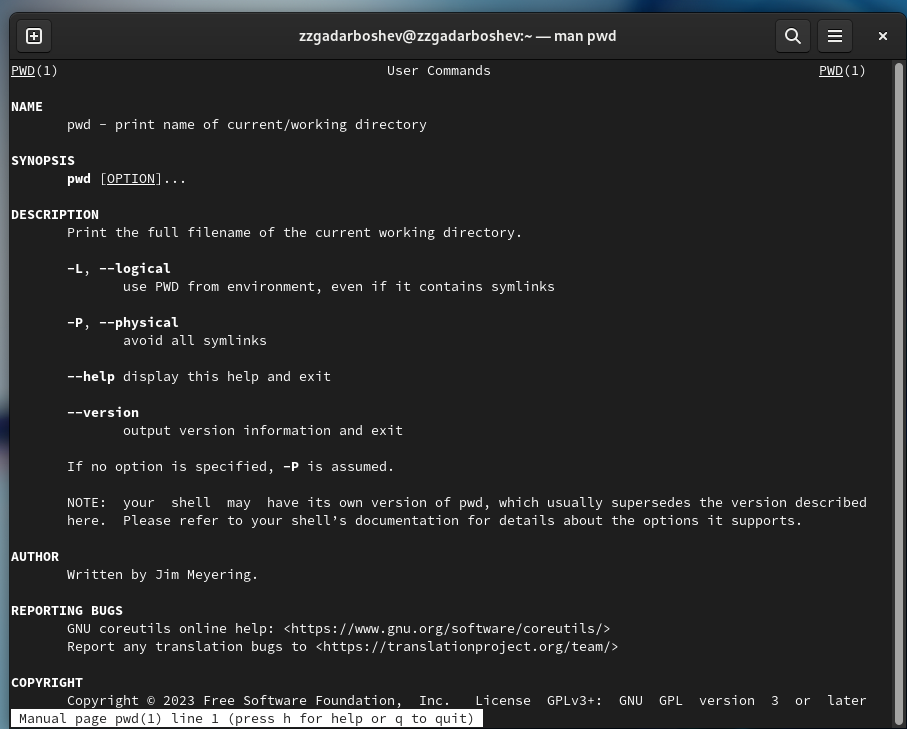 zzgadarboshev@zzgadarboshev:~ — man pwd
PWD(1) User Commands PWD(1)
NAME
pwd - print name of current/working directory
SYNOPSIS
pwd [OPTION]...
DESCRIPTION
Print the full filename of the current working directory.
-L, --logical
use PWD from environment, even if it contains symlinks
-P, --physical
avoid all symlinks
--help display this help and exit
--version
output version information and exit
If no option is specified, -P is assumed.
NOTE: your shell may have its own version of pwd, which usually supersedes the version described
here. Please refer to your shell’s documentation for details about the options it supports.
AUTHOR
Written by Jim Meyering.
REPORTING BUGS
GNU coreutils online help: <https://www.gnu.org/software/coreutils/>
Report any translation bugs to <https://translationproject.org/team/>
COPYRIGHT
Copyright © 2023 Free Software Foundation, Inc. License GPLv3+: GNU GPL version 3 or later
Manual page pwd(1) line 1 (press h for help or q to quit)